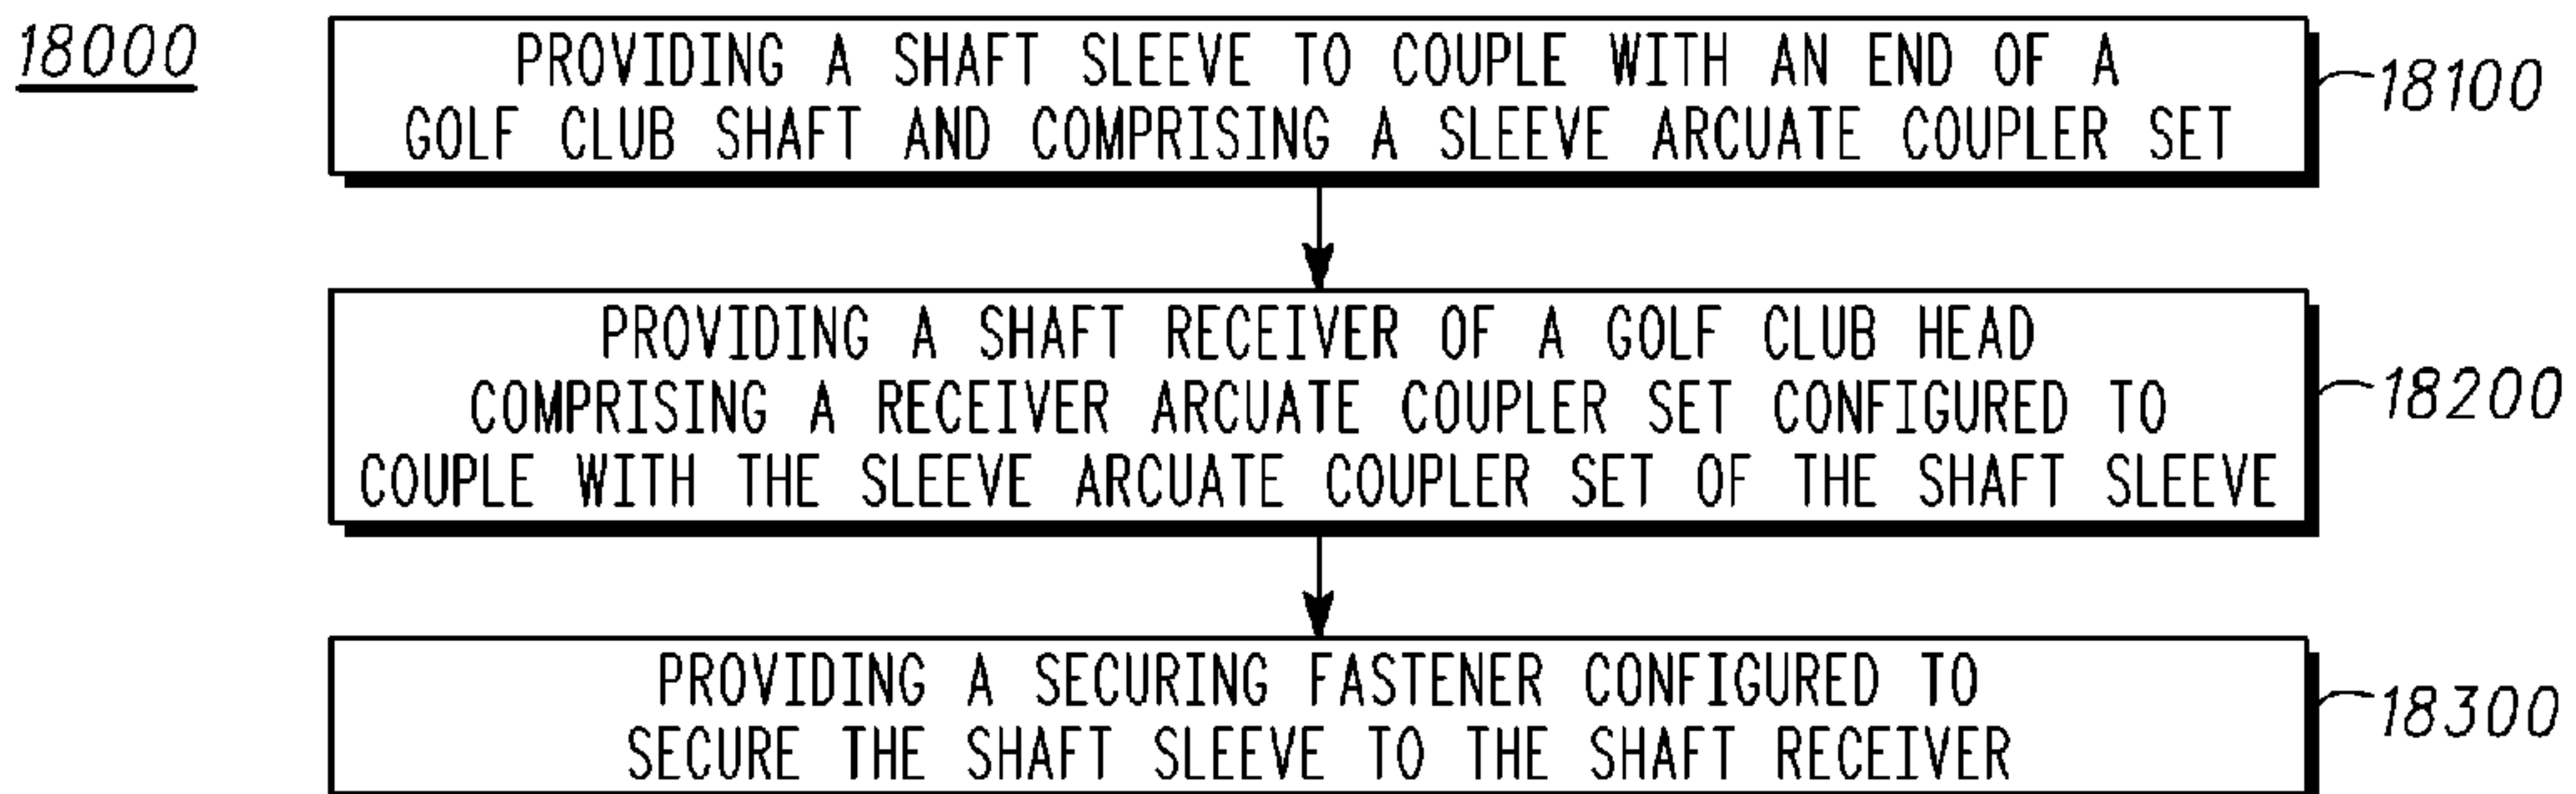 18000
PROVIDING A SHAFT SLEEVE TO COUPLE WITH AN END OF A
GOLF CLUB SHAFT AND COMPRISING A SLEEVE ARCUATE COUPLER SET
18100
PROVIDING A SHAFT RECEIVER OF A GOLF CLUB HEAD
COMPRISING A RECEIVER ARCUATE COUPLER SET CONFIGURED TO
COUPLE WITH THE SLEEVE ARCUATE COUPLER SET OF THE SHAFT SLEEVE
18200
PROVIDING A SECURING FASTENER CONFIGURED TO
SECURE THE SHAFT SLEEVE TO THE SHAFT RECEIVER
18300